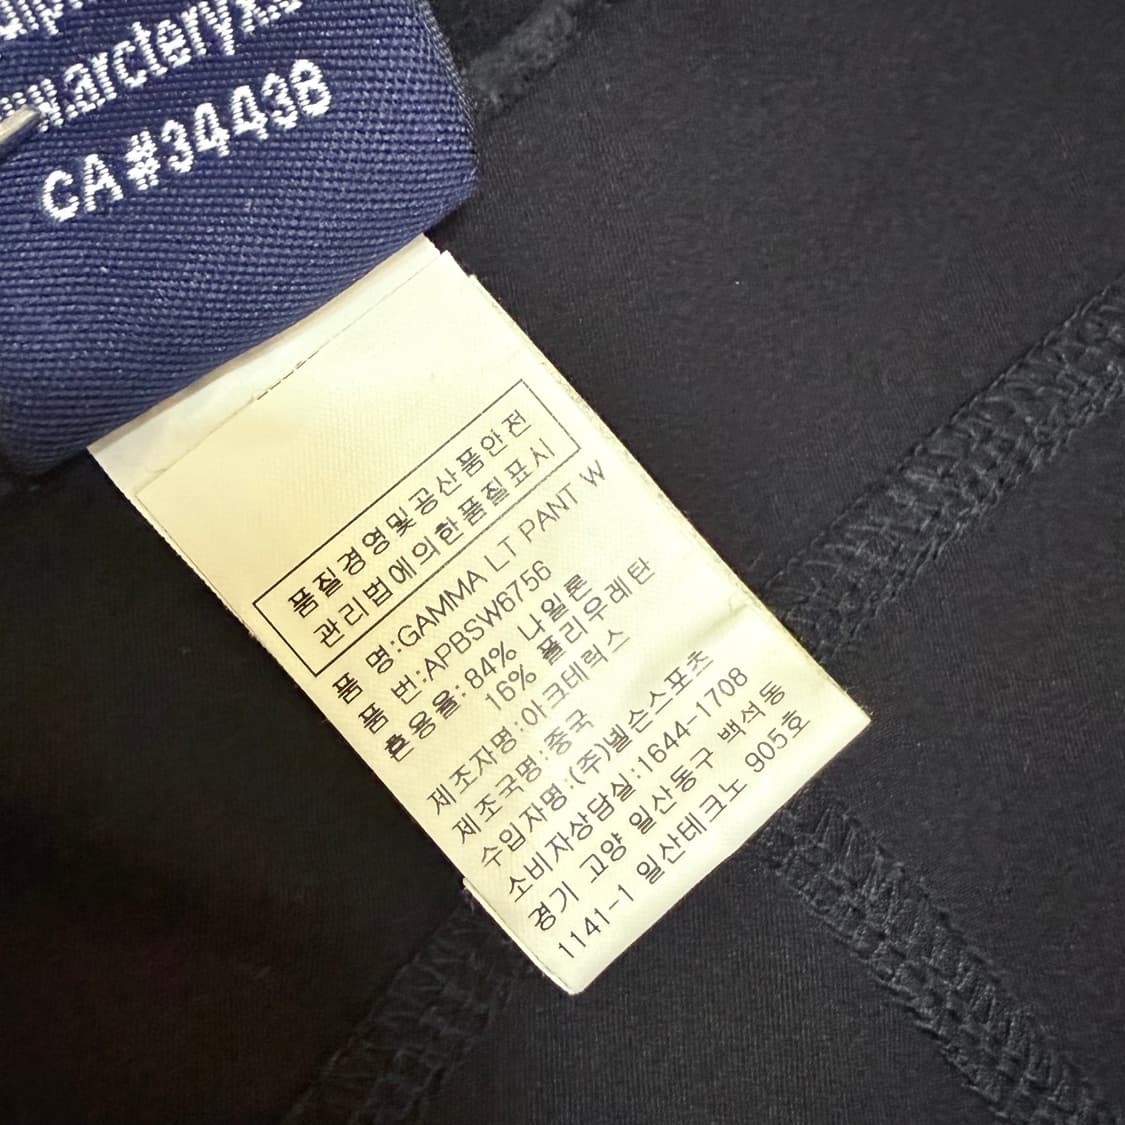 CA#34438
품질경영및공산품안전
관리법에의한품질표시
품 명:GAMMA LT PANT W
품 번:APBSW6756
혼용율:84% 나일론
16% 폴리우레탄
제조자명:아크테릭스
제조국명:중국
수입자명:(주)넬슨스포츠
소비자상담실:1644-1708
경기 고양 일산동구 백석동
1141-1 일산테크노 905호